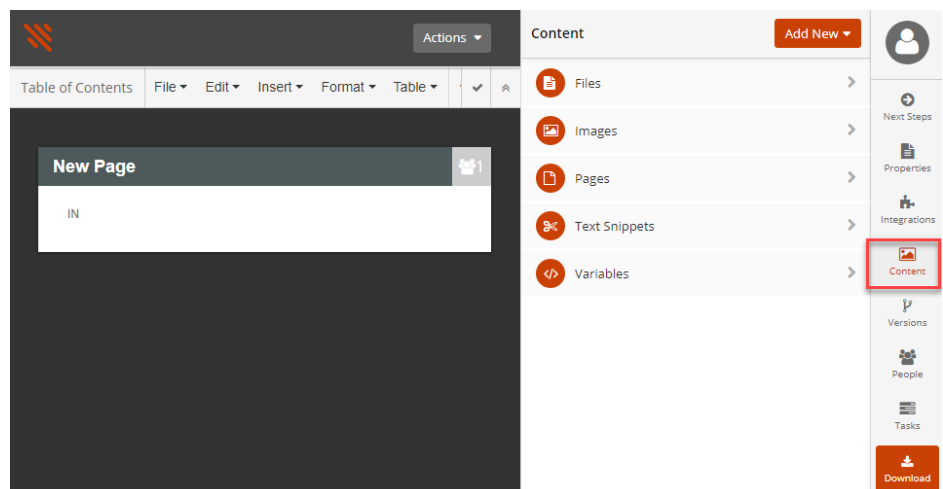 Actions
Table of Contents File Edit Insert Format Table
New Page 1
IN
Content Add New
Files
Images
Pages
Text Snippets
Variables
Next Steps
Properties
Integrations
Content
Versions
People
Tasks
Download